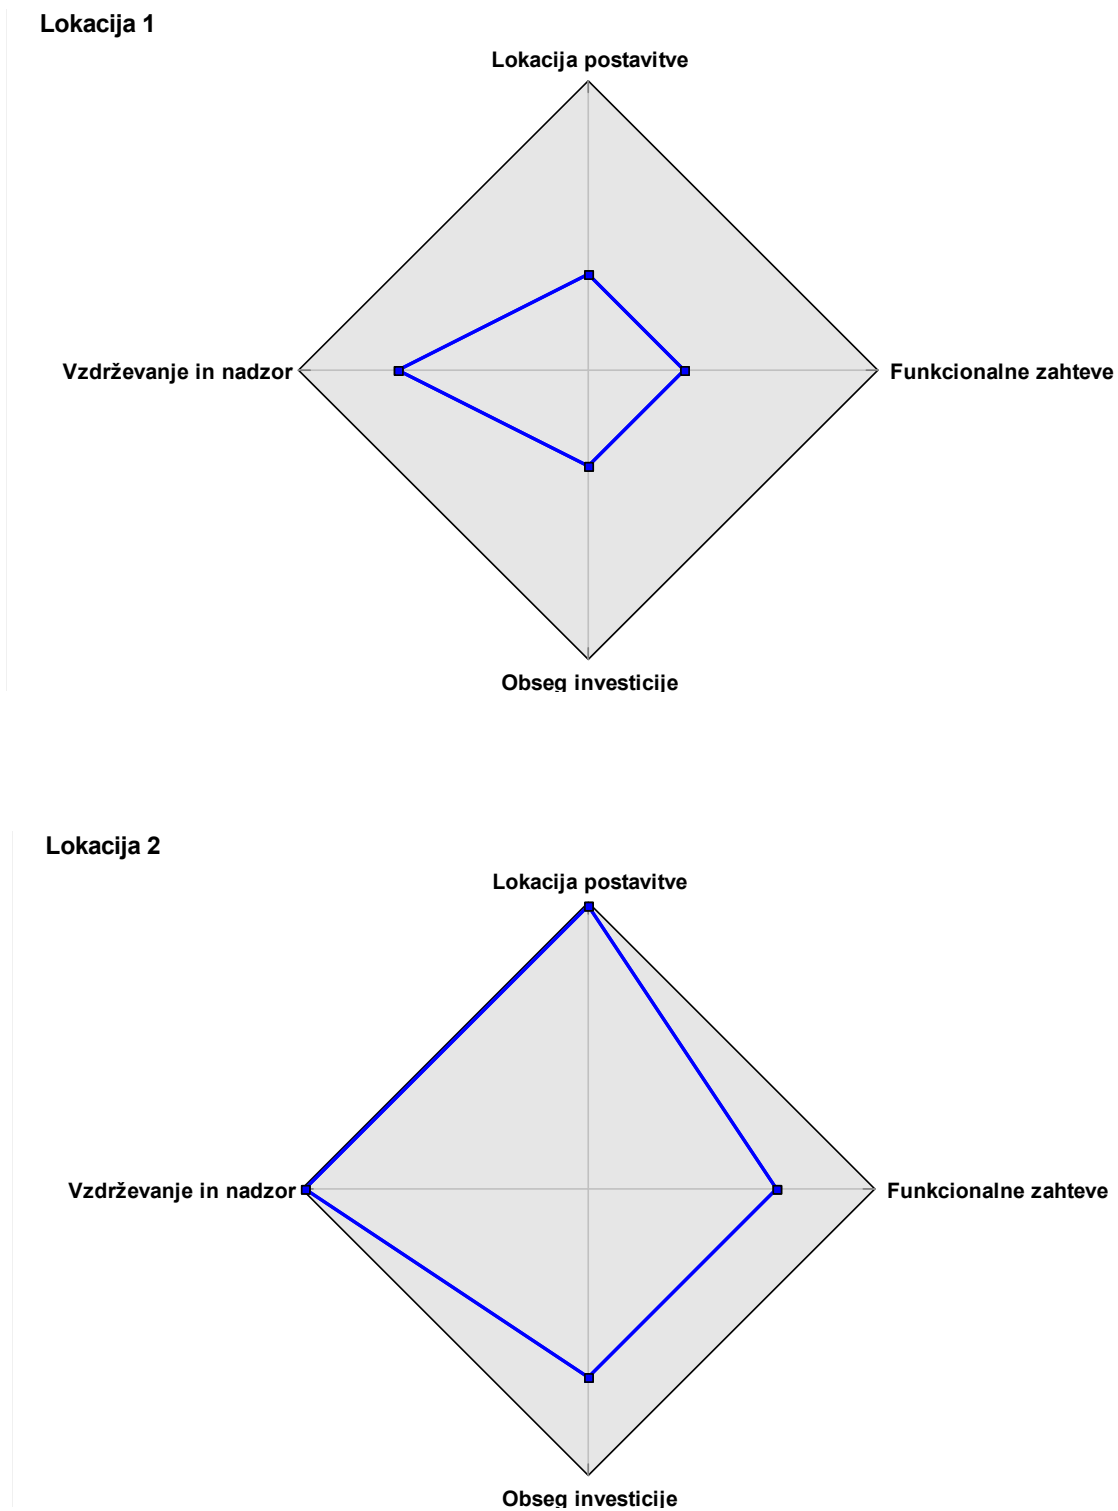 Lokacija 1
Lokacija postavitve
Vzdrževanje in nadzor
Funkcionalne zahteve
Obseg investicije
Lokacija 2
Lokacija postavitve
Vzdrževanje in nadzor
Funkcionalne zahteve
Obseg investicije